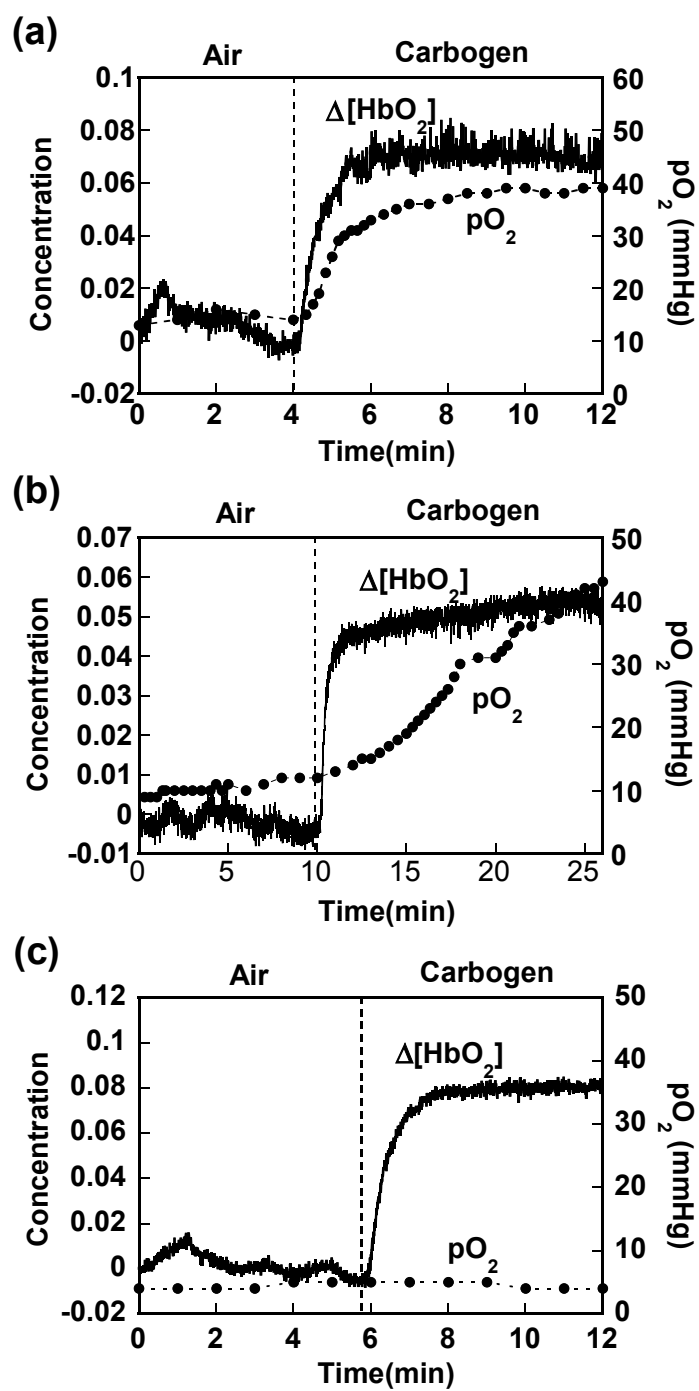 (a)
Air Carbogen
0.1 60
Δ[HbO₂]
0.08 50
0.06 40
pO₂
0.04 30
0.02 20
0 10
-0.02 0
Concentration
pO₂ (mmHg)
0 2 4 6 8 10 12
Time(min)
(b)
Air Carbogen
0.07 50
0.06
Δ[HbO₂]
0.05 40
0.04 30
0.03
pO₂
0.02 20
0.01 10
0
-0.01 0
Concentration
pO₂ (mmHg)
0 5 10 15 20 25
Time(min)
(c)
Air Carbogen
0.12 50
0.1 40
Δ[HbO₂]
0.08
0.06 30
0.04 20
0.02 10
pO₂
0
-0.02 0
Concentration
pO₂ (mmHg)
0 2 4 6 8 10 12
Time(min)